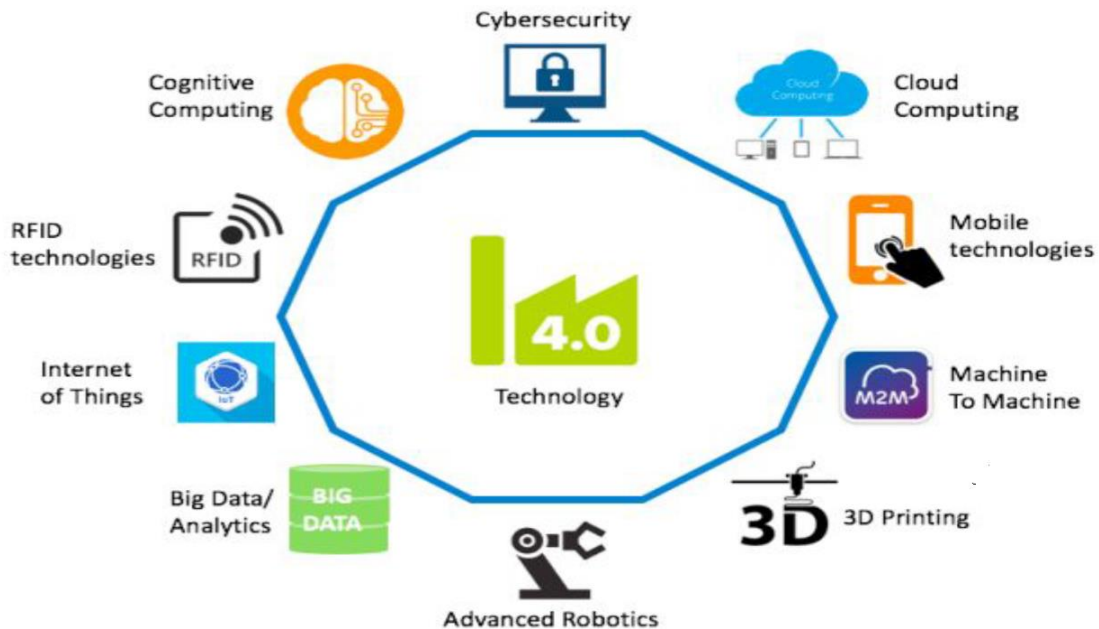 Cybersecurity
Cognitive
Computing
Cloud
Computing
Cloud
Computing
RFID
technologies
RFID
Mobile
technologies
4.0
Technology
Internet
of Things
IoT
M2M
Machine
To Machine
Big Data/
Analytics
BIG
DATA
3D
3D Printing
Advanced Robotics